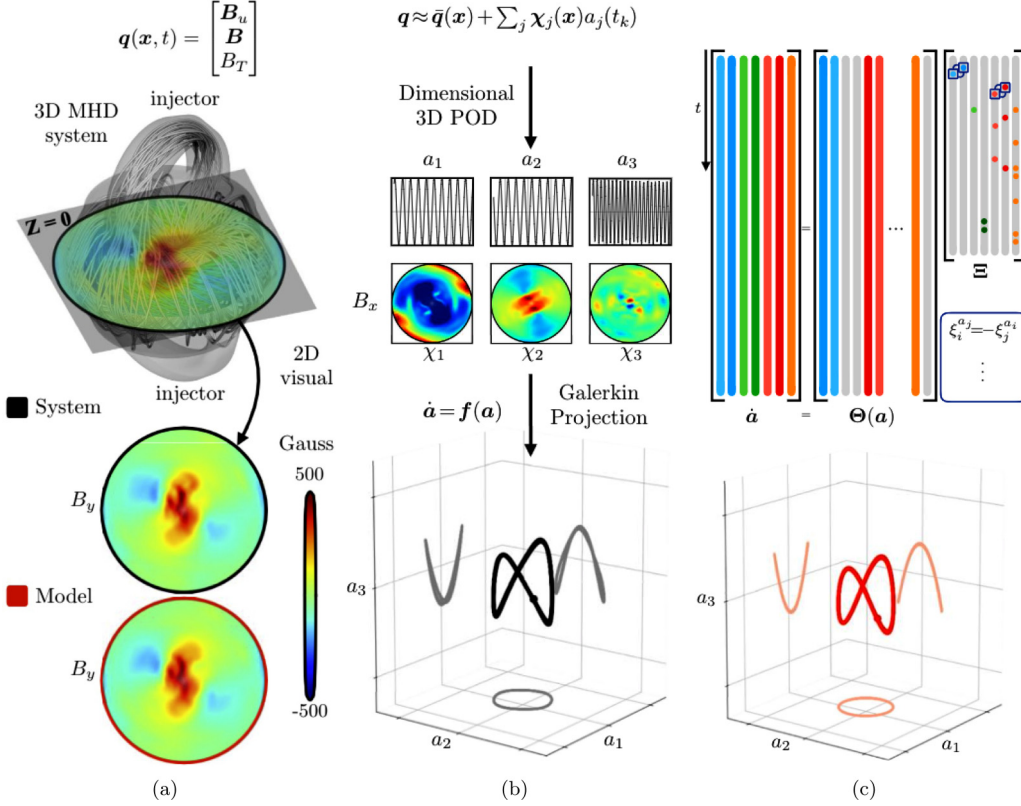 q(x, t) = [B_u B B_T]
3D MHD system
injector
Z = 0
injector
2D visual
System
Gauss
500
B_y
Model
B_y
-500
(a)
q ≈ q̄(x) + ∑_j χ_j(x)a_j(t_k)
Dimensional
3D POD
a_1 a_2 a_3
B_x
χ_1 χ_2 χ_3
ȧ = f(a)
Galerkin
Projection
a_3
a_2
a_1
(b)
t
=
...
Ξ
ξ_i^{a_j} = -ξ_j^{a_i}
⋮
ȧ = Θ(a)
a_3
a_2
a_1
(c)